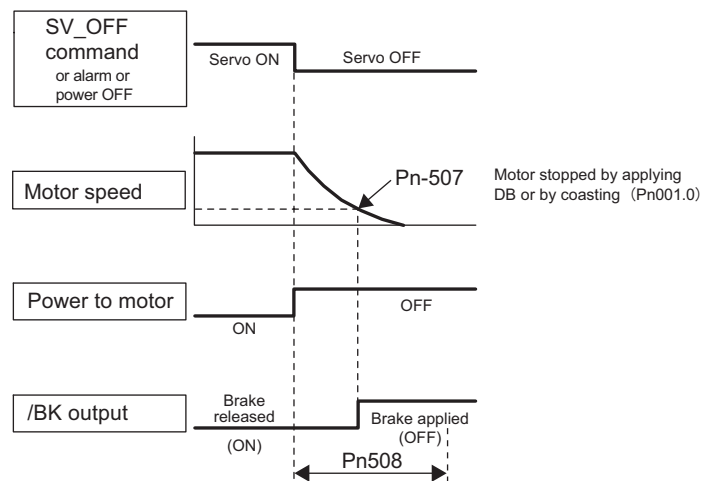 SV_OFF
command
or alarm or
power OFF
Servo ON
Servo OFF
Motor speed
Pn-507
Motor stopped by applying
DB or by coasting (Pn001.0)
Power to motor
ON
OFF
/BK output
Brake
released
(ON)
Brake applied
(OFF)
Pn508